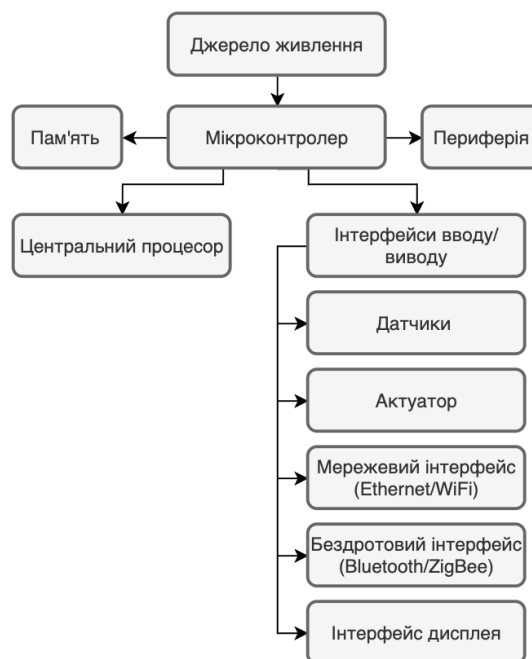 Джерело живлення
Пам'ять
Мікроконтролер
Периферія
Центральний процесор
Інтерфейси вводу/
виводу
Датчики
Актуатор
Мережевий інтерфейс
(Ethernet/WiFi)
Бездротовий інтерфейс
(Bluetooth/ZigBee)
Інтерфейс дисплея